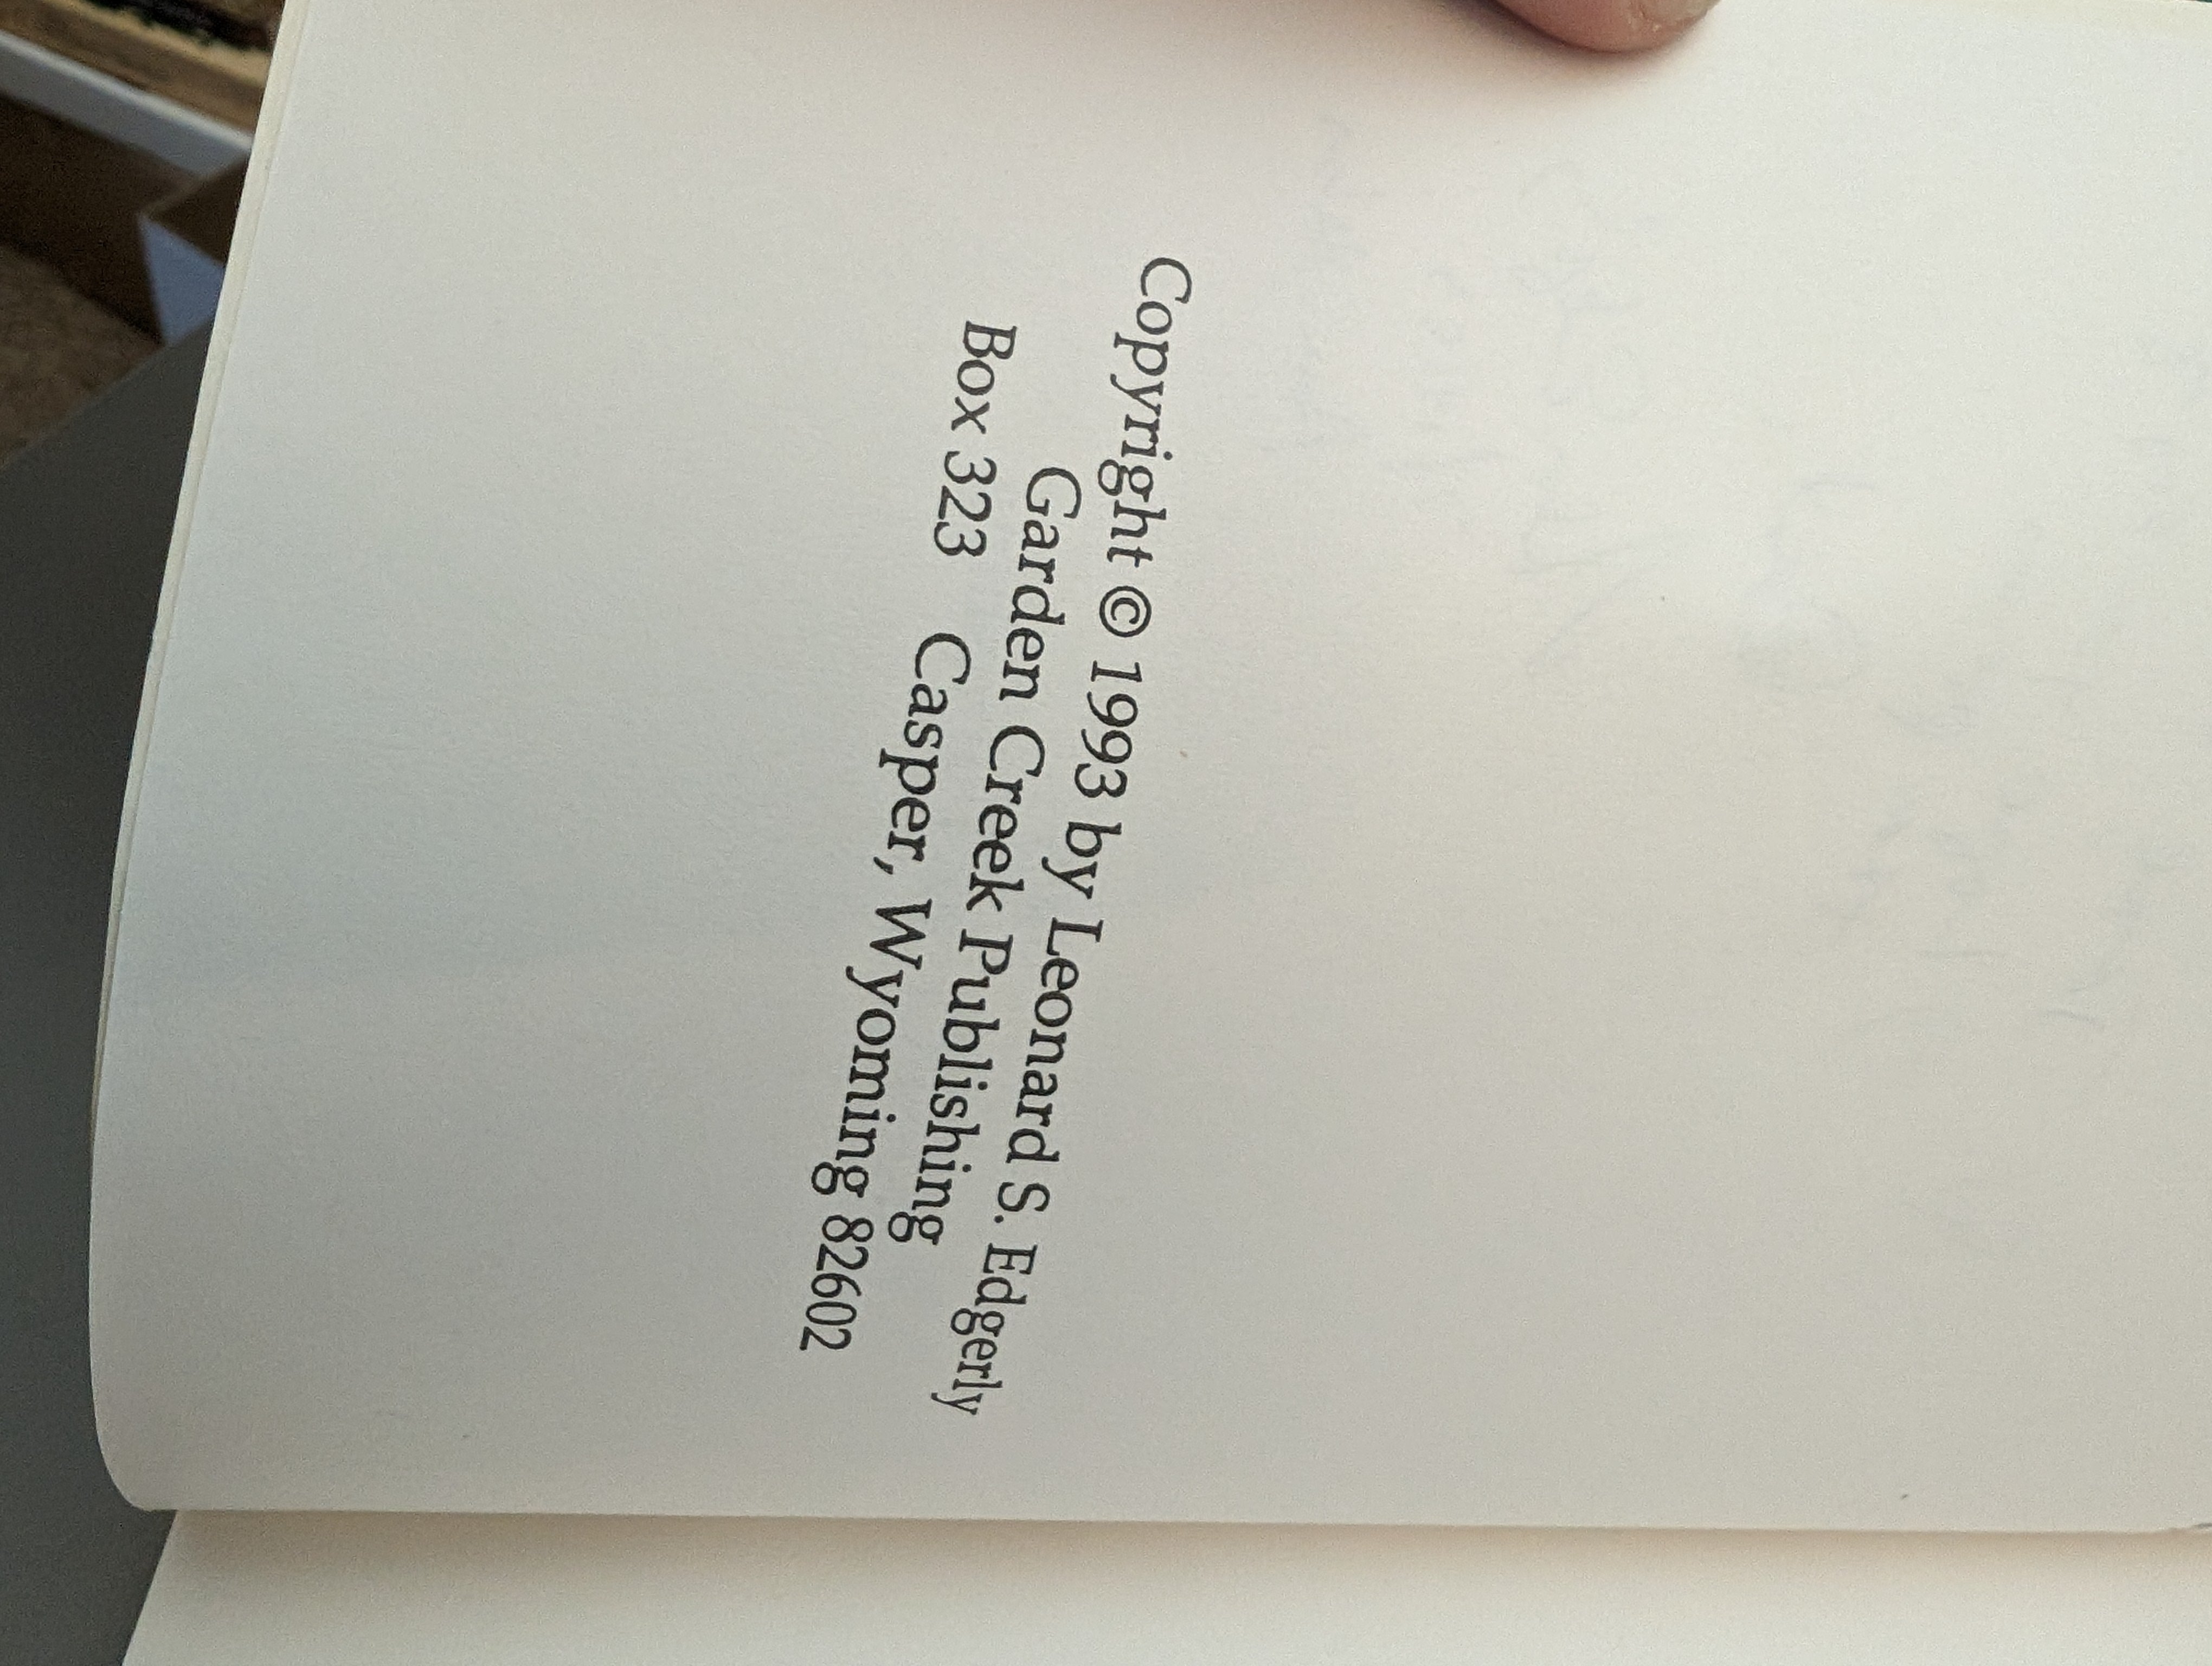 Copyright © 1993 by Leonard S. Edgerly
Garden Creek Publishing
Box 323 Casper, Wyoming 82602